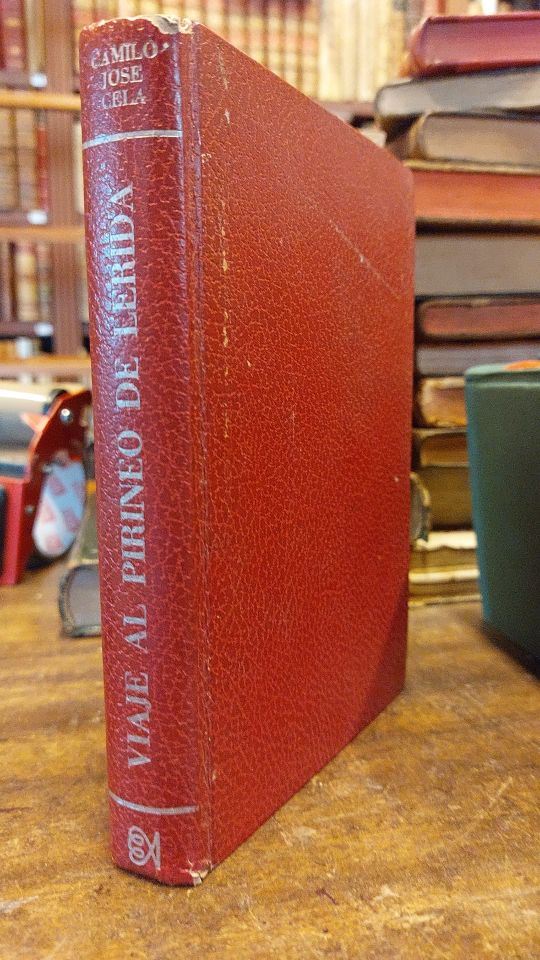 CAMILO
JOSE
CELA
VIAJE AL PIRINEO DE LERIDA